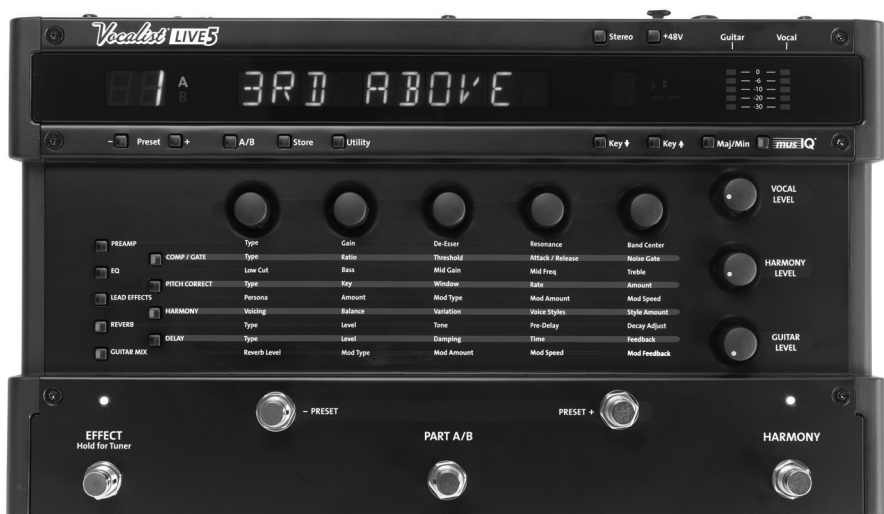 Vocalist LIVE5
Stereo +48V Guitar Vocal
1 A 3RD ABOVE
B
0
-6
-10
-20
-30
– Preset + A/B Store Utility Key Key Maj/Min musIQ
VOCAL
LEVEL
PREAMP Type Gain De-Esser Resonance Band Center
COMP / GATE Type Ratio Threshold Attack / Release Noise Gate
EQ Low Cut Bass Mid Gain Mid Freq Treble
HARMONY
LEVEL
PITCH CORRECT Type Key Window Rate Amount
LEAD EFFECTS Persona Amount Mod Type Mod Amount Mod Speed
HARMONY Voicing Balance Variation Voice Styles Style Amount
REVERB Type Level Tone Pre-Delay Decay Adjust
DELAY Type Level Damping Time Feedback
GUITAR
LEVEL
GUITAR MIX Reverb Level Mod Type Mod Amount Mod Speed Mod Feedback
– PRESET PRESET +
EFFECT PART A/B HARMONY
Hold for Tuner